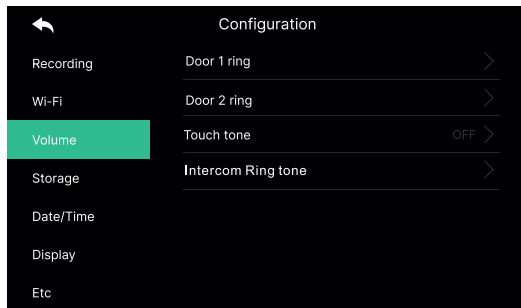 Configuration
Recording
Wi-Fi
Volume
Storage
Date/Time
Display
Etc
Door 1 ring
Door 2 ring
Touch tone OFF
Intercom Ring tone